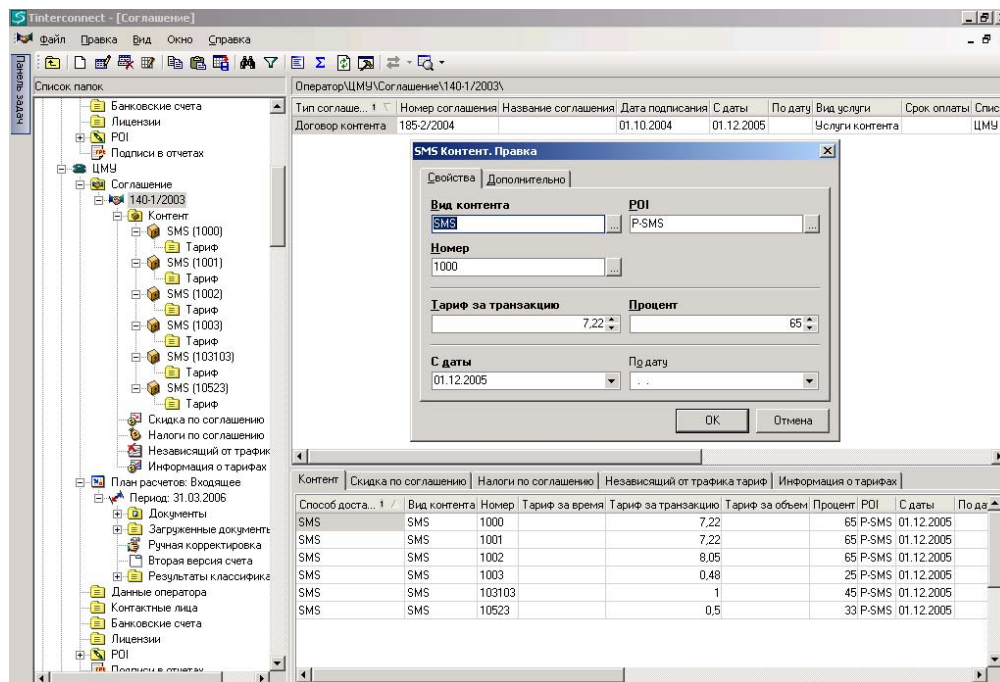 Tinterconnect - [Соглашение]
Файл Правка Вид Окно Справка
Панель задач
Список папок
Банковские счета
Лицензии
POI
Подписи в отчетах
ЦМУ
Соглашение
140-1/2003
Контент
SMS (1000)
Тариф
SMS (1001)
Тариф
SMS (1002)
Тариф
SMS (1003)
Тариф
SMS (103103)
Тариф
SMS (10523)
Тариф
Скидка по соглашению
Налоги по соглашению
Независящий от трафик
Информация о тарифах
План расчетов: Входящее
Период: 31.03.2006
Документы
Загруженные документы
Ручная корректировка
Вторая версия счета
Результаты классифика
Данные оператора
Контактные лица
Банковские счета
Лицензии
POI
Подписи в отчетах
Оператор\ЦМУ\Соглашение\140-1/2003\
Тип соглаше... 1 Номер соглашения Название соглашения Дата подписания С даты По дату Вид услуги Срок оплаты Спис
Договор контента 185-2/2004 01.10.2004 01.12.2005 Услуги контента ЦМУ
SMS Контент. Правка
Свойства Дополнительно
Вид контента POI
SMS ... P-SMS ...
Номер
1000 ...
Тариф за транзакцию Процент
7,22 65
С даты По дату
01.12.2005 . .
OK Отмена
Контент Скидка по соглашению Налоги по соглашению Независящий от трафика тариф Информация о тарифах
Способ доста... 1 Вид контента Номер Тариф за время Тариф за транзакцию Тариф за объем Процент POI С даты По да
SMS SMS 1000 7,22 65 P-SMS 01.12.2005
SMS SMS 1001 7,22 65 P-SMS 01.12.2005
SMS SMS 1002 8,05 65 P-SMS 01.12.2005
SMS SMS 1003 0,48 25 P-SMS 01.12.2005
SMS SMS 103103 1 45 P-SMS 01.12.2005
SMS SMS 10523 0,5 33 P-SMS 01.12.2005